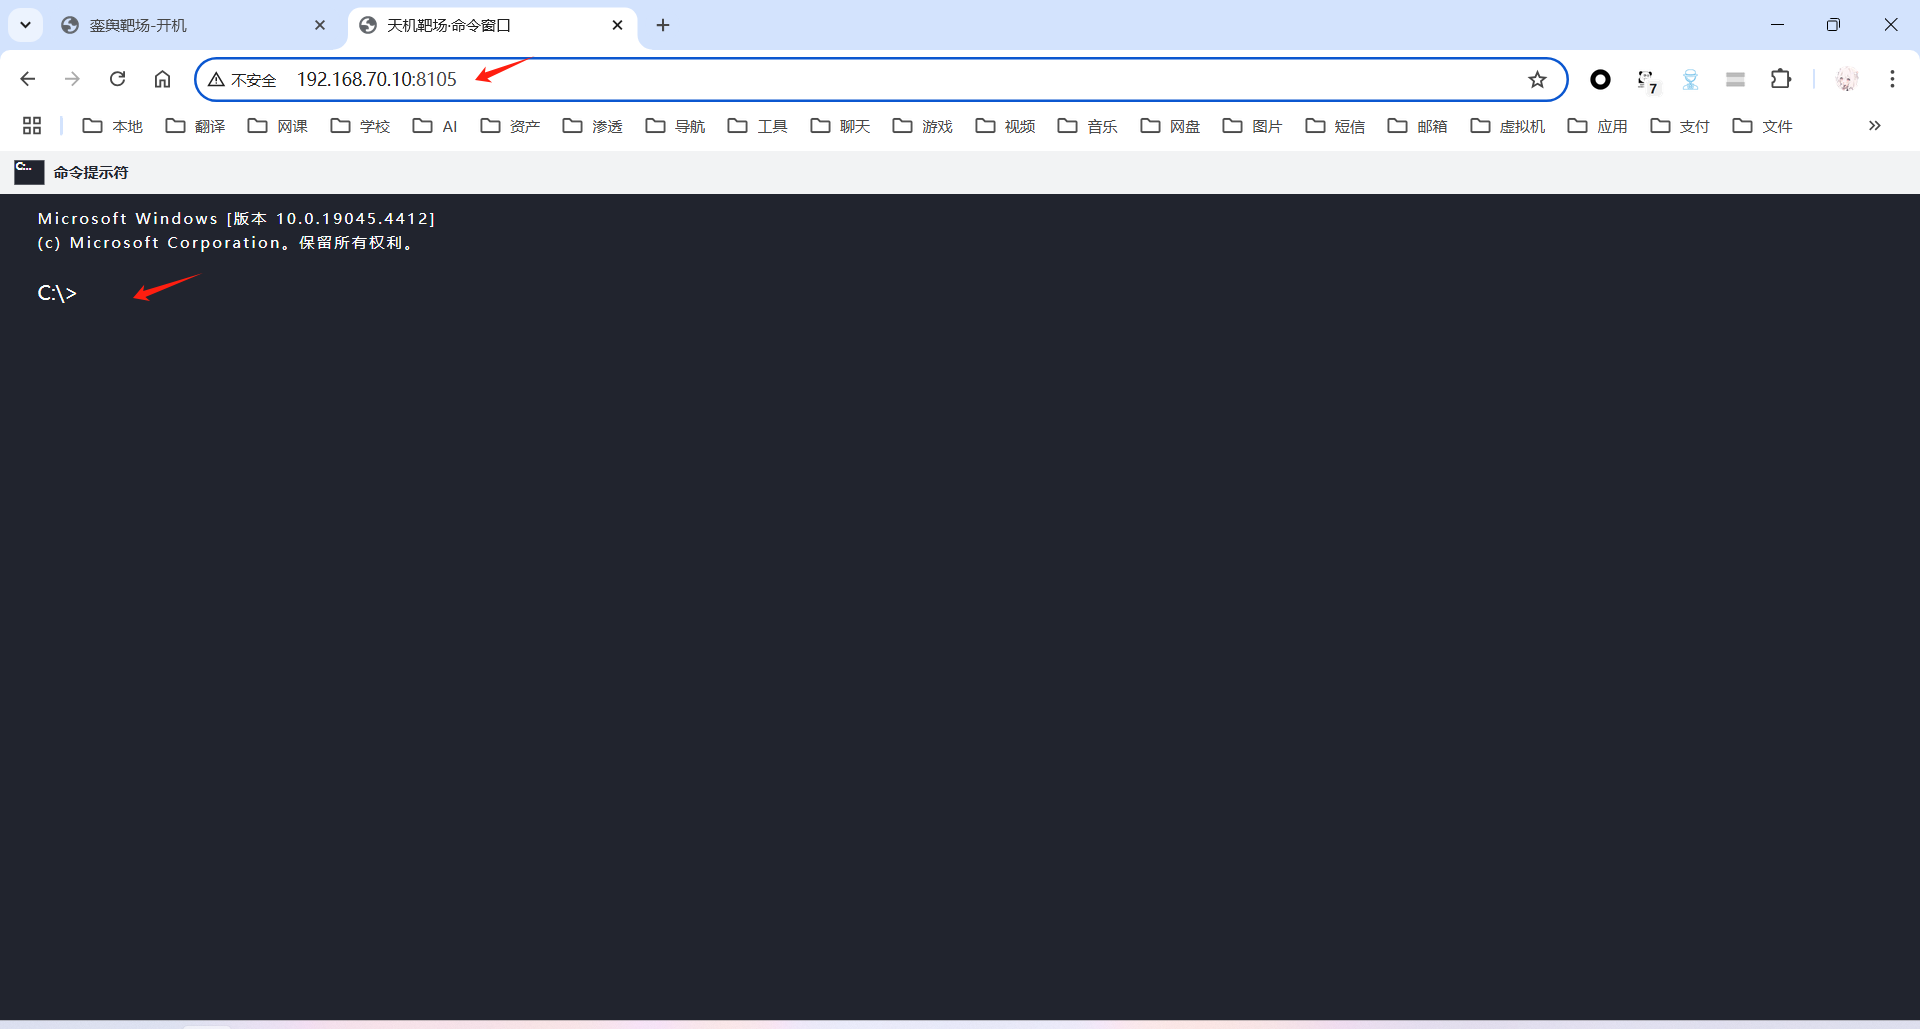 銮舆靶场-开机
天机靶场·命令窗口
不安全 192.168.70.10:8105
7
本地 翻译 网课 学校 AI 资产 渗透 导航 工具 聊天 游戏 视频 音乐 网盘 图片 短信 邮箱 虚拟机 应用 支付 文件
C:\... 命令提示符
Microsoft Windows [版本 10.0.19045.4412]
(c) Microsoft Corporation。保留所有权利。
C:\>